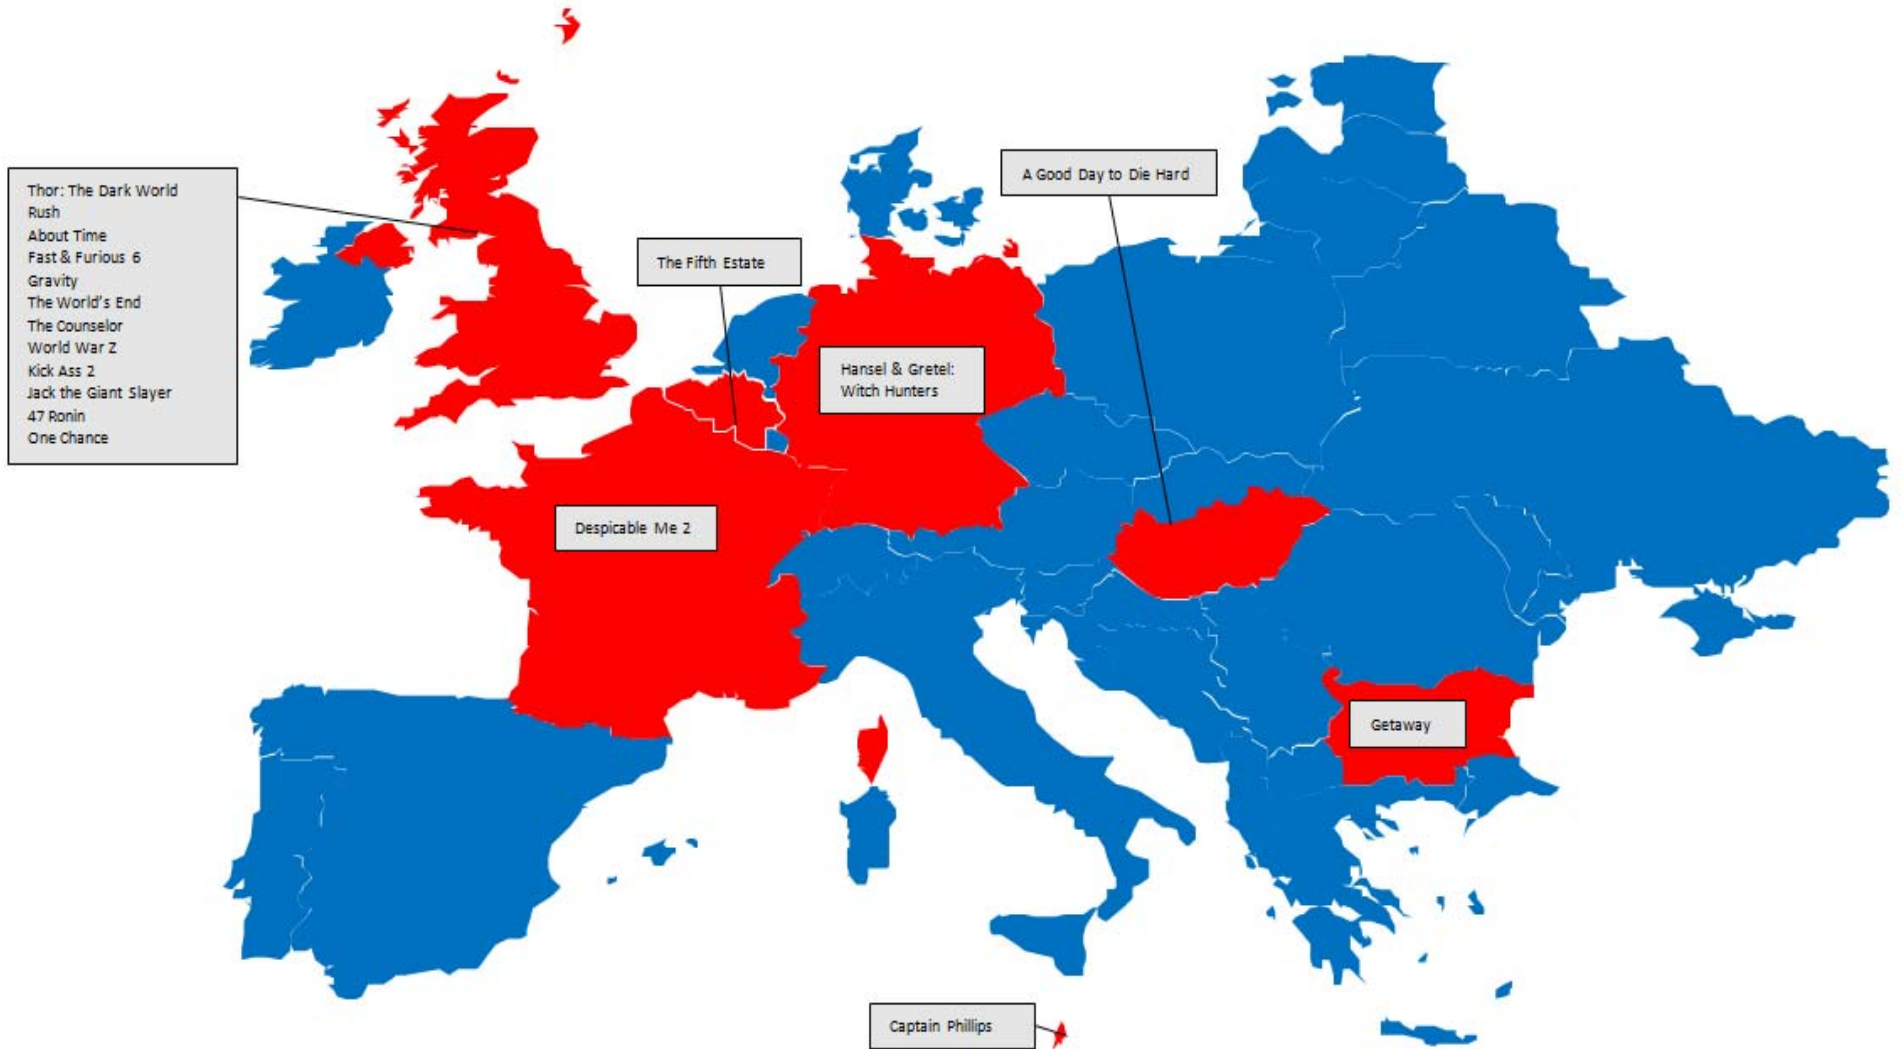 Thor: The Dark World
Rush
About Time
Fast & Furious 6
Gravity
The World's End
The Counselor
World War Z
Kick Ass 2
Jack the Giant Slayer
47 Ronin
One Chance
The Fifth Estate
A Good Day to Die Hard
Hansel & Gretel:
Witch Hunters
Despicable Me 2
Getaway
Captain Phillips